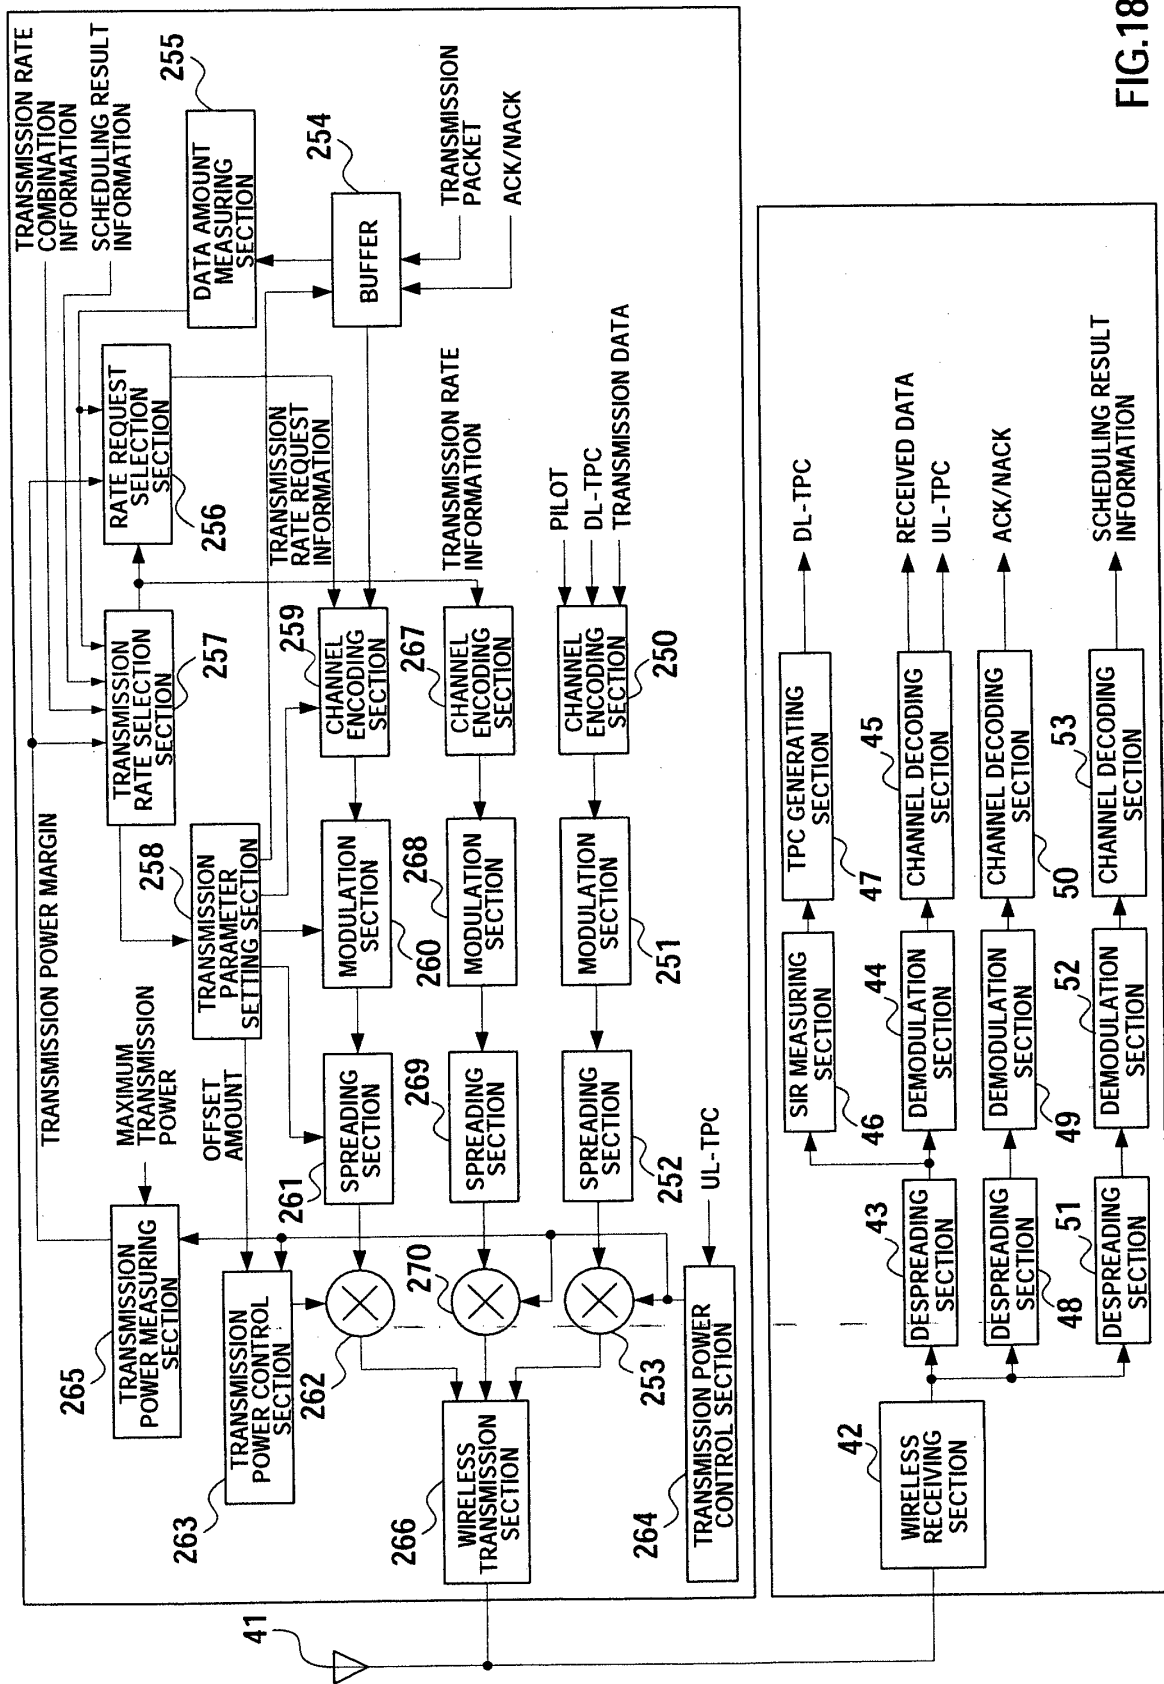 FIG.18
TRANSMISSION RATE
COMBINATION
INFORMATION
SCHEDULING RESULT
INFORMATION
255
DATA AMOUNT
MEASURING
SECTION
254
BUFFER
TRANSMISSION
PACKET
ACK/NACK
RATE REQUEST
SELECTION
SECTION
256
TRANSMISSION
RATE REQUEST
INFORMATION
TRANSMISSION RATE
INFORMATION
PILOT
DL-TPC
TRANSMISSION DATA
TRANSMISSION
RATE SELECTION
SECTION
257
259
CHANNEL
ENCODING
SECTION
267
CHANNEL
ENCODING
SECTION
CHANNEL
ENCODING
SECTION
250
TRANSMISSION POWER MARGIN
258
TRANSMISSION
PARAMETER
SETTING SECTION
MODULATION
SECTION
260
268
MODULATION
SECTION
MODULATION
SECTION
251
MAXIMUM
TRANSMISSION
POWER
OFFSET
AMOUNT
261
SPREADING
SECTION
269
SPREADING
SECTION
SPREADING
SECTION
252
UL-TPC
265
TRANSMISSION
POWER MEASURING
SECTION
263
TRANSMISSION
POWER CONTROL
SECTION
262
270
253
266
WIRELESS
TRANSMISSION
SECTION
264
TRANSMISSION POWER
CONTROL SECTION
41
DL-TPC
RECEIVED DATA
UL-TPC
ACK/NACK
SCHEDULING RESULT
INFORMATION
TPC GENERATING
SECTION
47
45
CHANNEL DECODING
SECTION
CHANNEL DECODING
SECTION
50
53
CHANNEL DECODING
SECTION
SIR MEASURING
SECTION
46
44
DEMODULATION
SECTION
DEMODULATION
SECTION
49
52
DEMODULATION
SECTION
43
DESPREADING
SECTION
DESPREADING
SECTION
48
51
DESPREADING
SECTION
42
WIRELESS
RECEIVING
SECTION